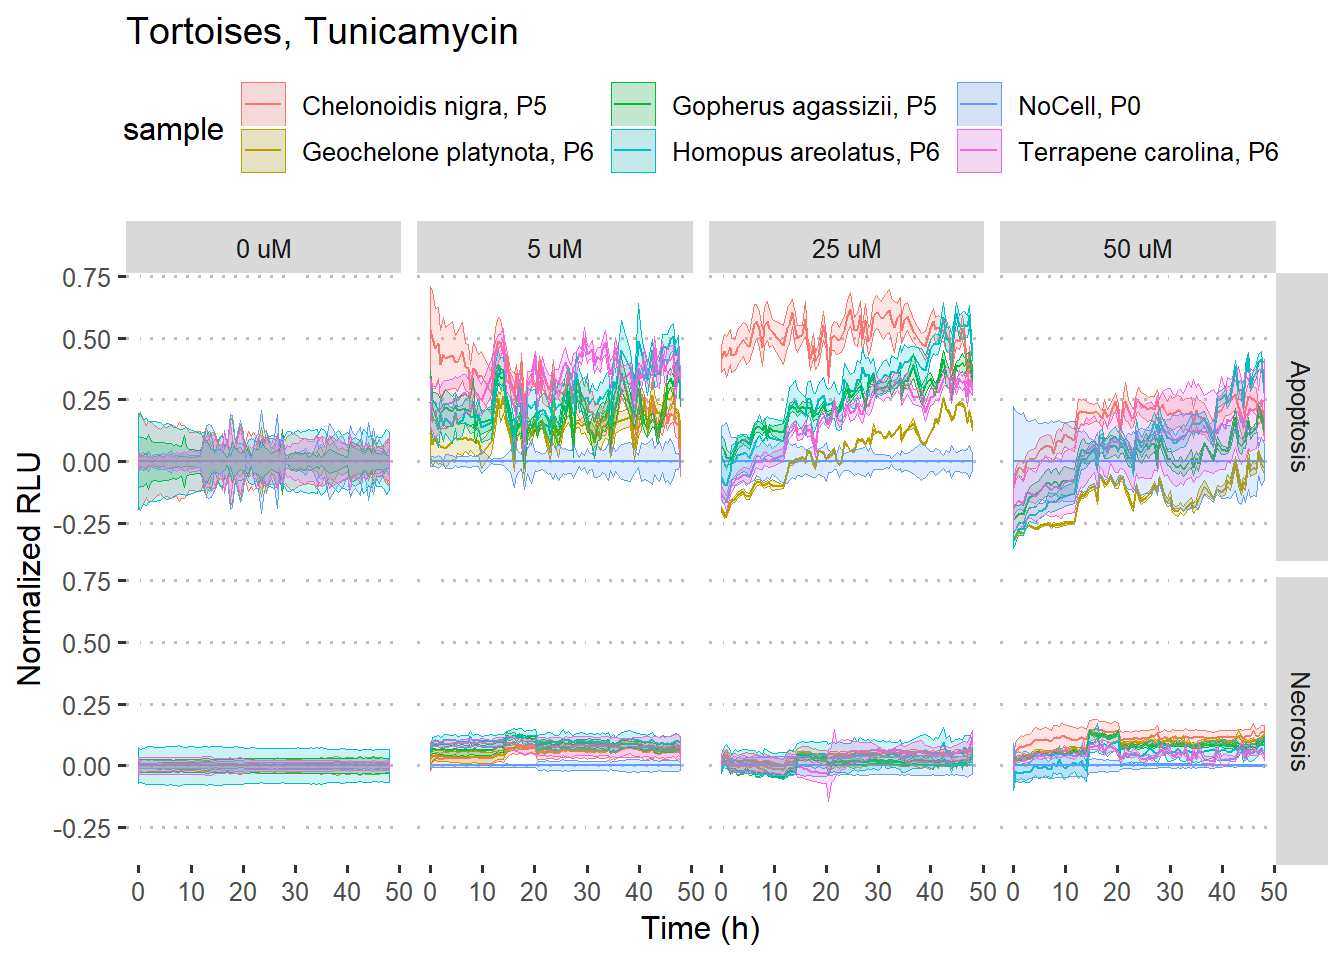 Tortoises, Tunicamycin
sample
Chelonoidis nigra, P5
Gopherus agassizii, P5
NoCell, P0
Geochelone platynota, P6
Homopus areolatus, P6
Terrapene carolina, P6
0 uM
5 uM
25 uM
50 uM
Normalized RLU
0.75
0.50
0.25
0.00
-0.25
Apoptosis
0.75
0.50
0.25
0.00
-0.25
Necrosis
0 10 20 30 40 50
0 10 20 30 40 50
0 10 20 30 40 50
0 10 20 30 40 50
Time (h)